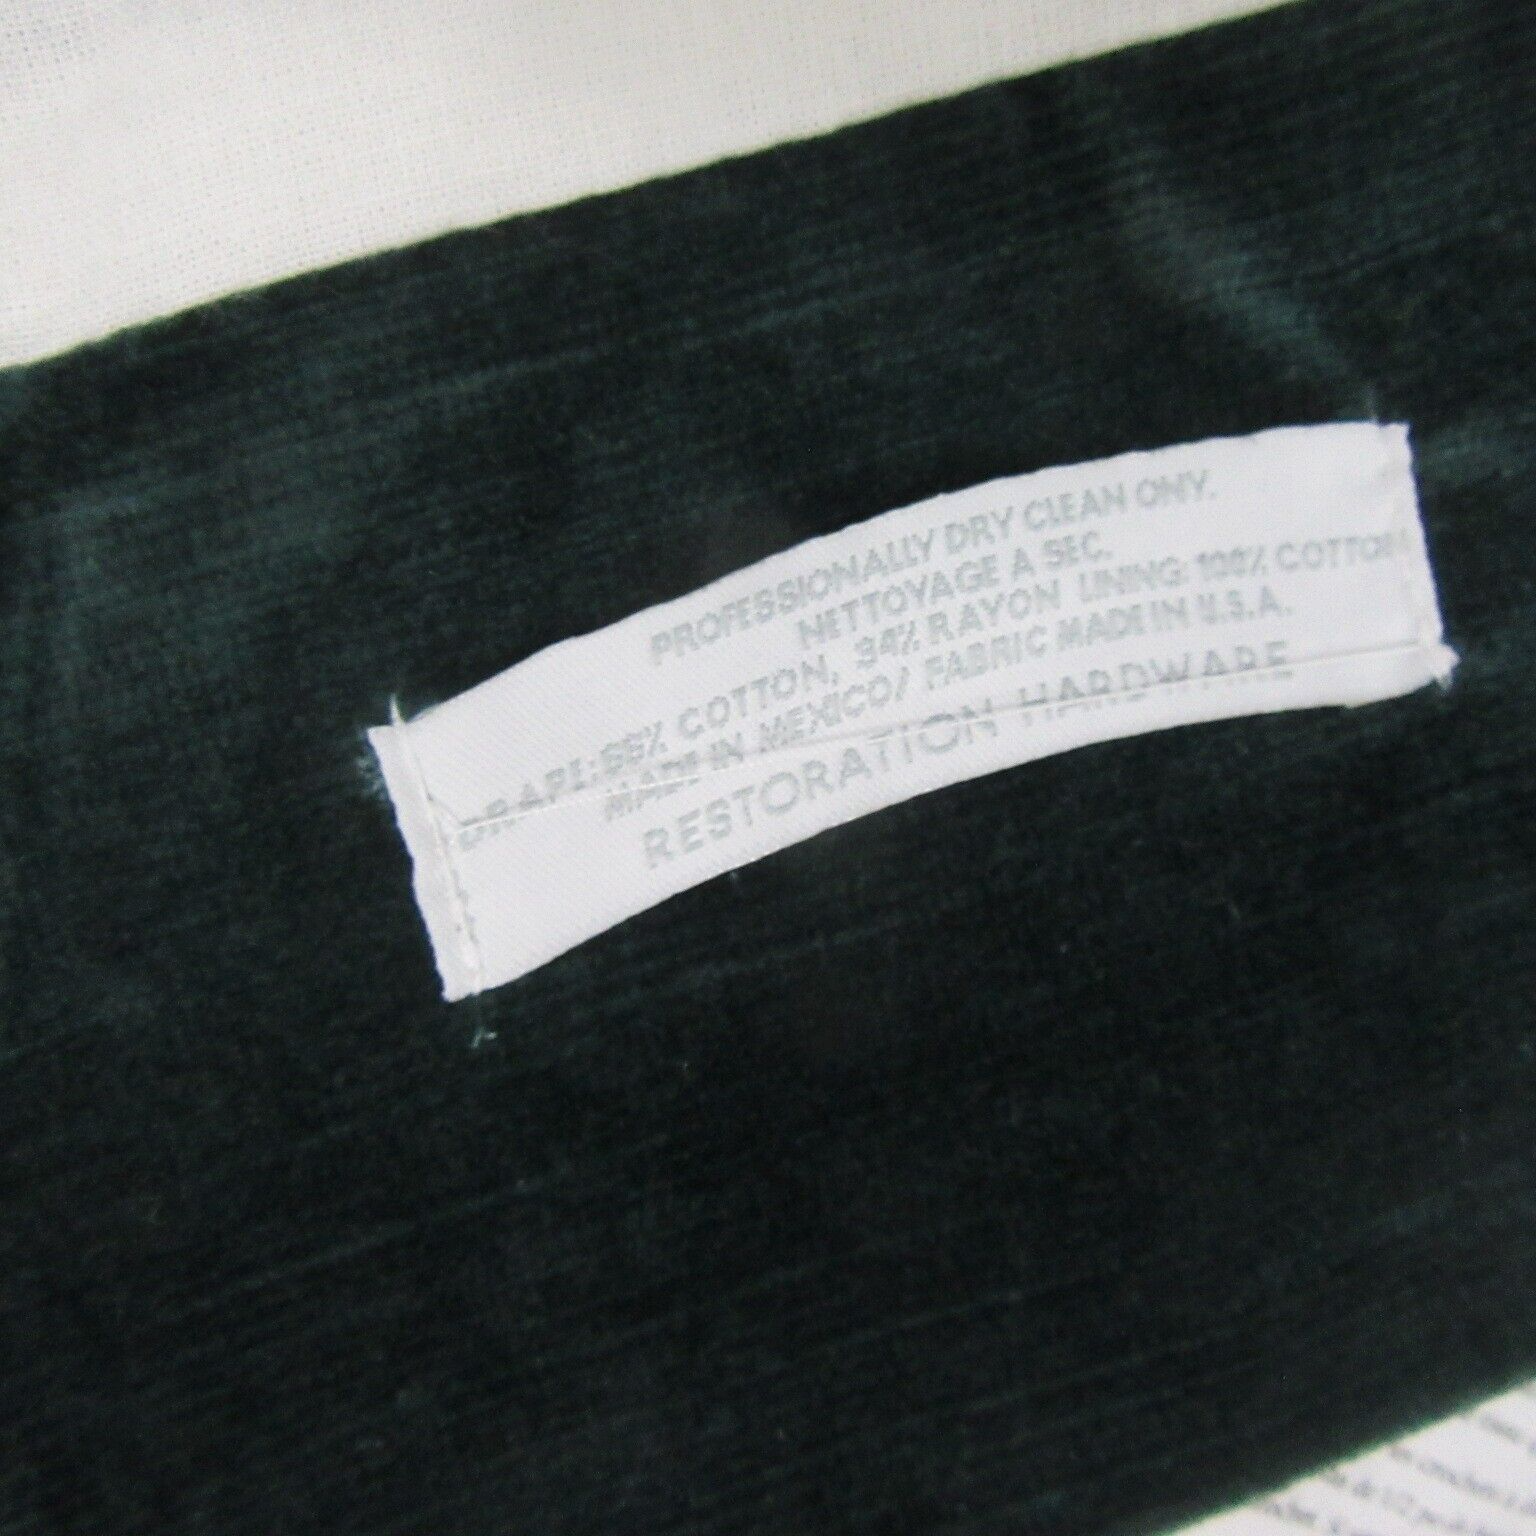 PROFESSIONALLY DRY CLEAN ONY.
NETTOYAGE A SEC.
DRAPE: 66% COTTON, 34% RAYON LINING: 100% COTTON
MADE IN MEXICO/ FABRIC MADE IN U.S.A.
RESTORATION HARDWARE